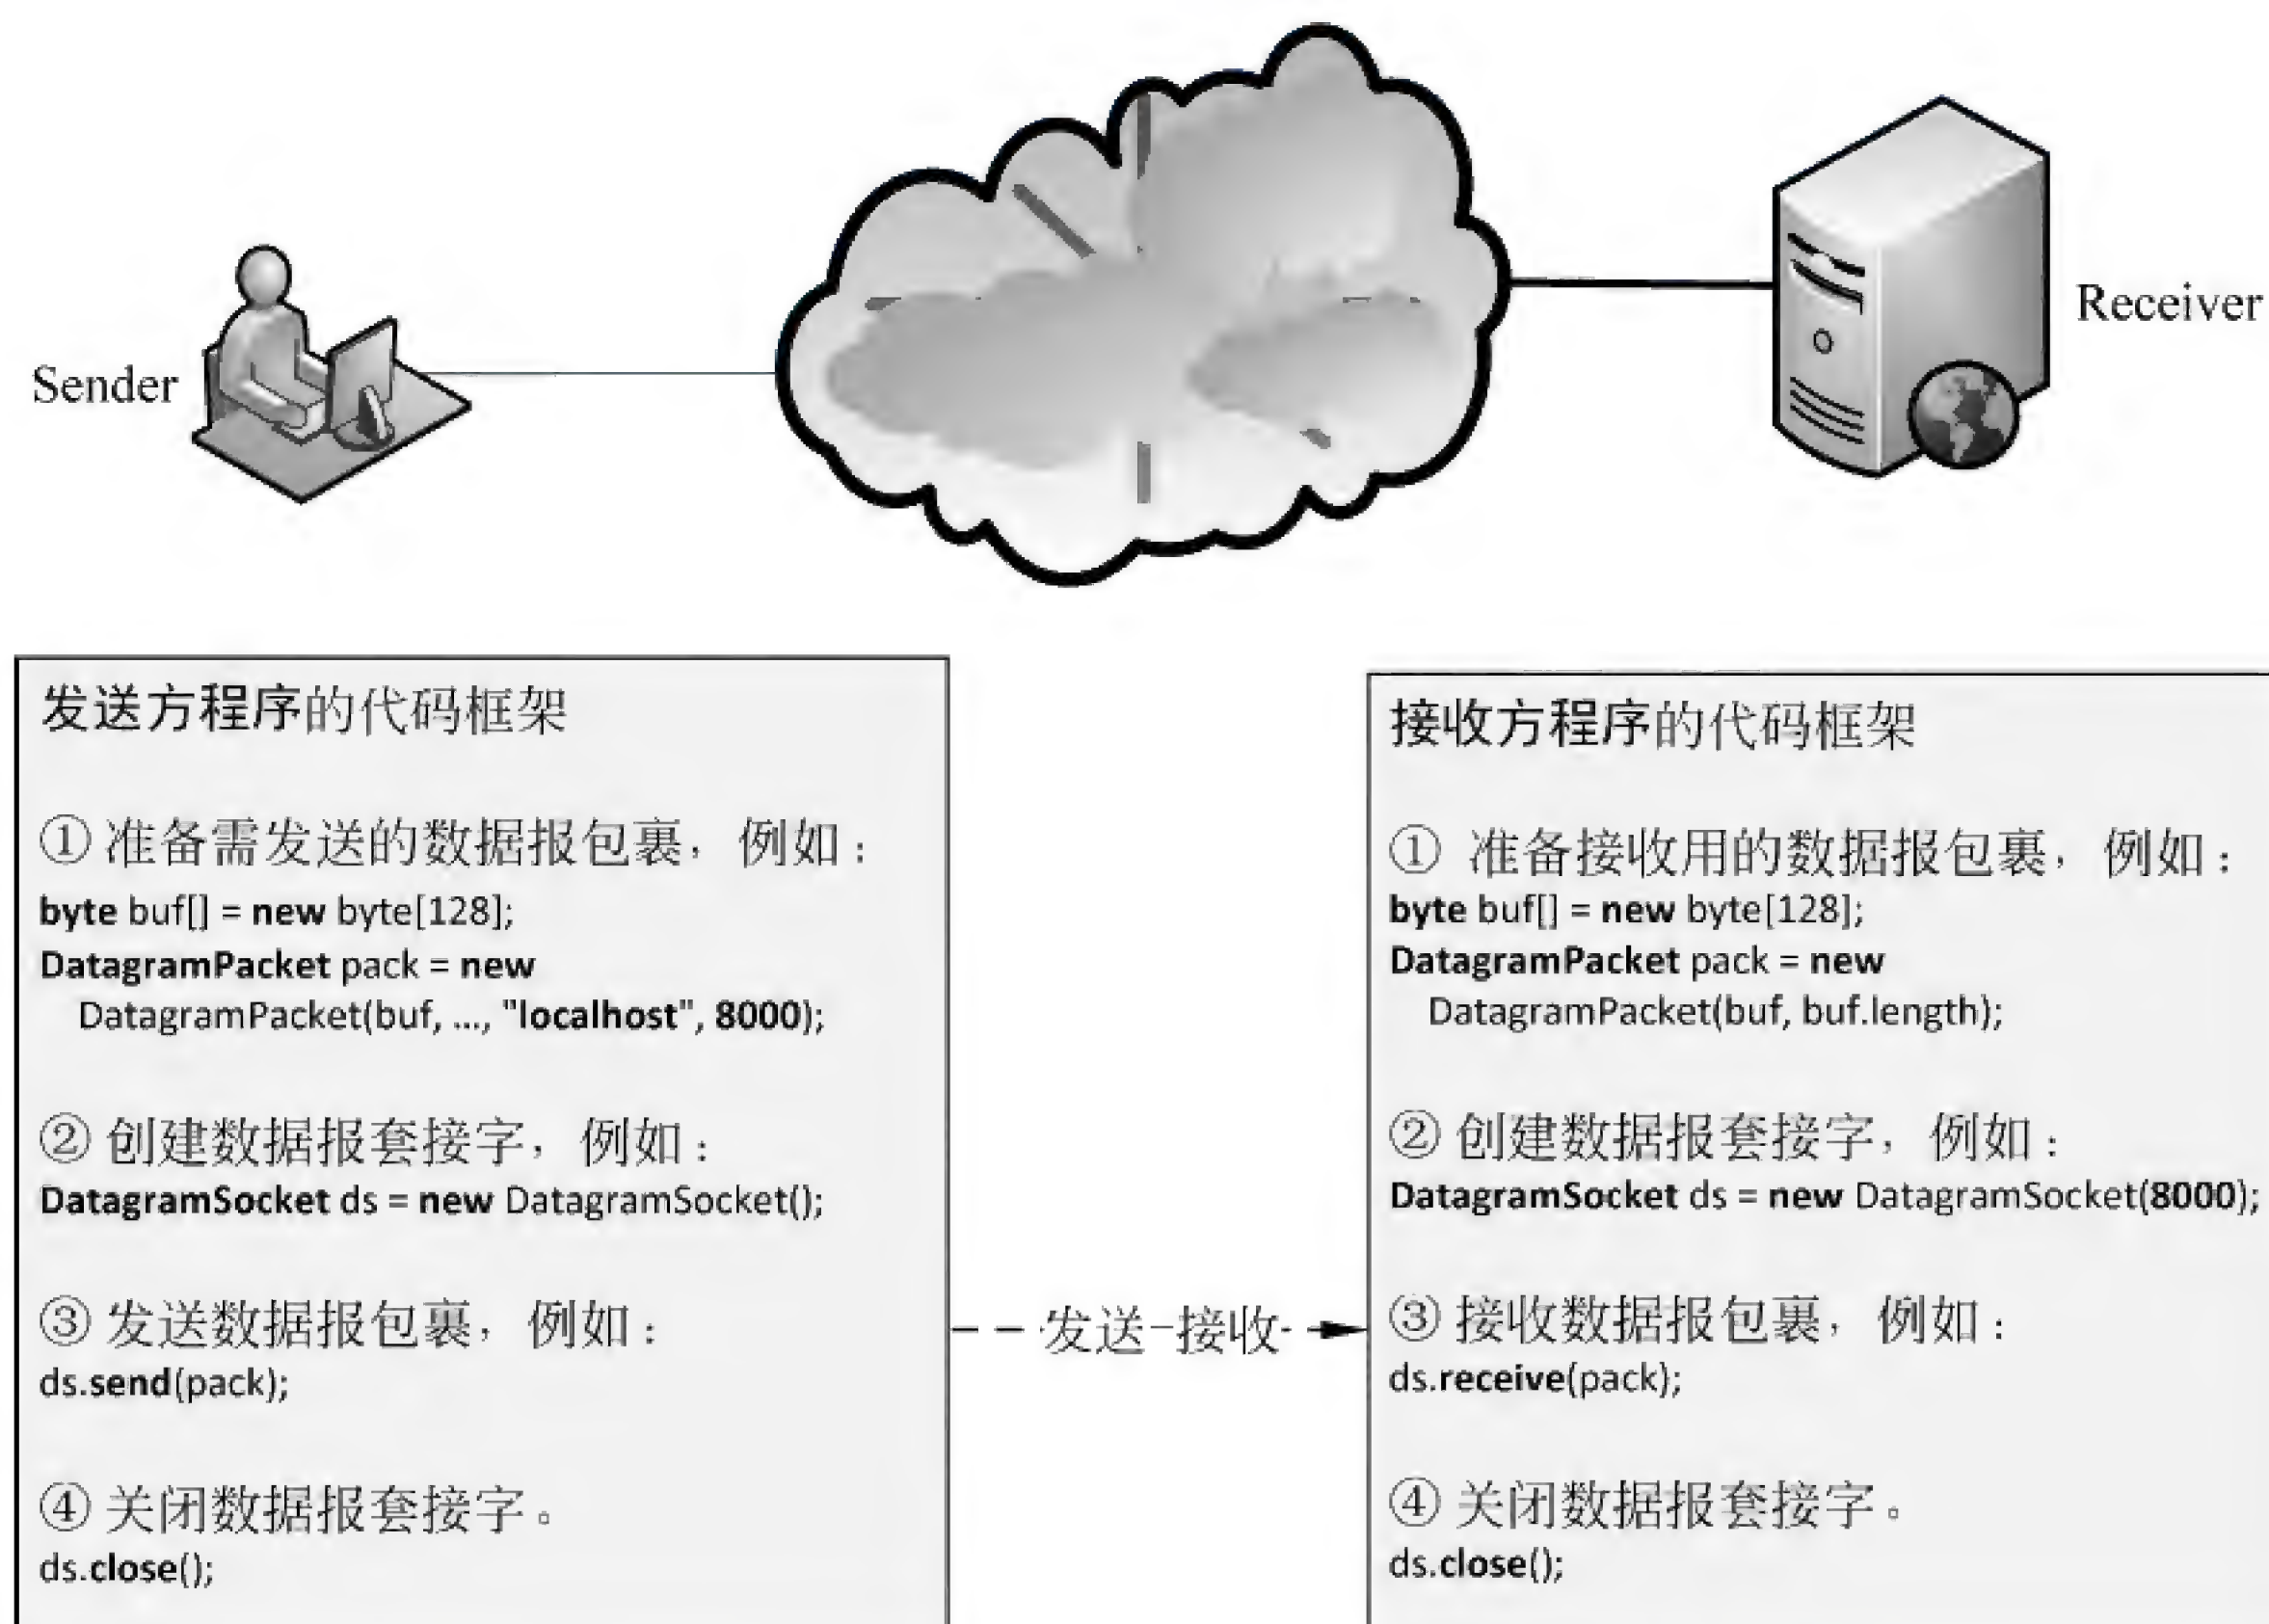 Sender
Receiver
发送方程序的代码框架
① 准备需发送的数据报包裹，例如：
byte buf[] = new byte[128];
DatagramPacket pack = new
DatagramPacket(buf, ..., "localhost", 8000);
② 创建数据报套接字，例如：
DatagramSocket ds = new DatagramSocket();
③ 发送数据报包裹，例如：
ds.send(pack);
④ 关闭数据报套接字。
ds.close();
发送-接收
接收方程序的代码框架
① 准备接收用的数据报包裹，例如：
byte buf[] = new byte[128];
DatagramPacket pack = new
DatagramPacket(buf, buf.length);
② 创建数据报套接字，例如：
DatagramSocket ds = new DatagramSocket(8000);
③ 接收数据报包裹，例如：
ds.receive(pack);
④ 关闭数据报套接字。
ds.close();